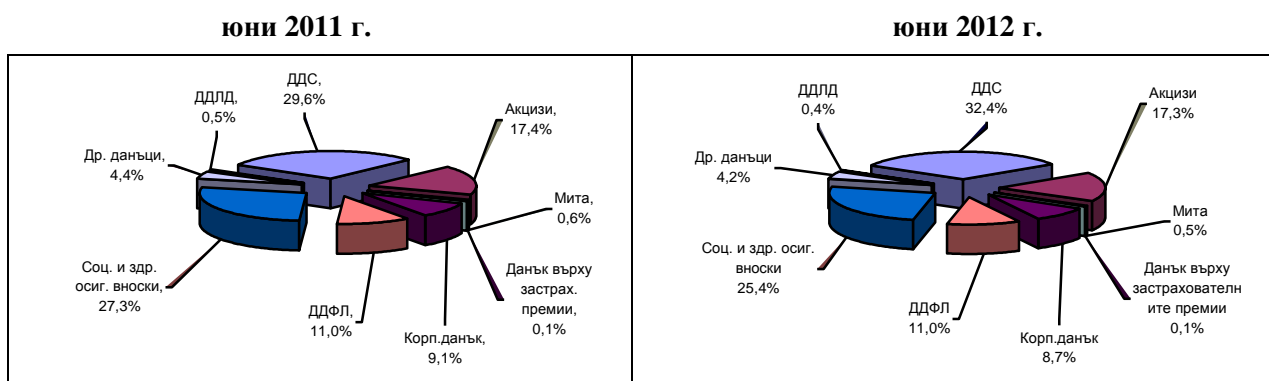 юни 2011 г.
юни 2012 г.
ДДС,
29,6%
ДДЛД,
0,5%
Акцизи,
17,4%
Др. данъци,
4,4%
Мита,
0,6%
Соц. и здр.
осиг. вноски,
27,3%
ДДФЛ,
11,0%
Корп.данък,
9,1%
Данък върху
застрах.
премии,
0,1%
ДДС
32,4%
ДДЛД
0,4%
Акцизи
17,3%
Др. данъци
4,2%
Мита
0,5%
Соц. и здр. осиг.
вноски
25,4%
ДДФЛ
11,0%
Корп.данък
8,7%
Данък върху
застрахователн
ите премии
0,1%